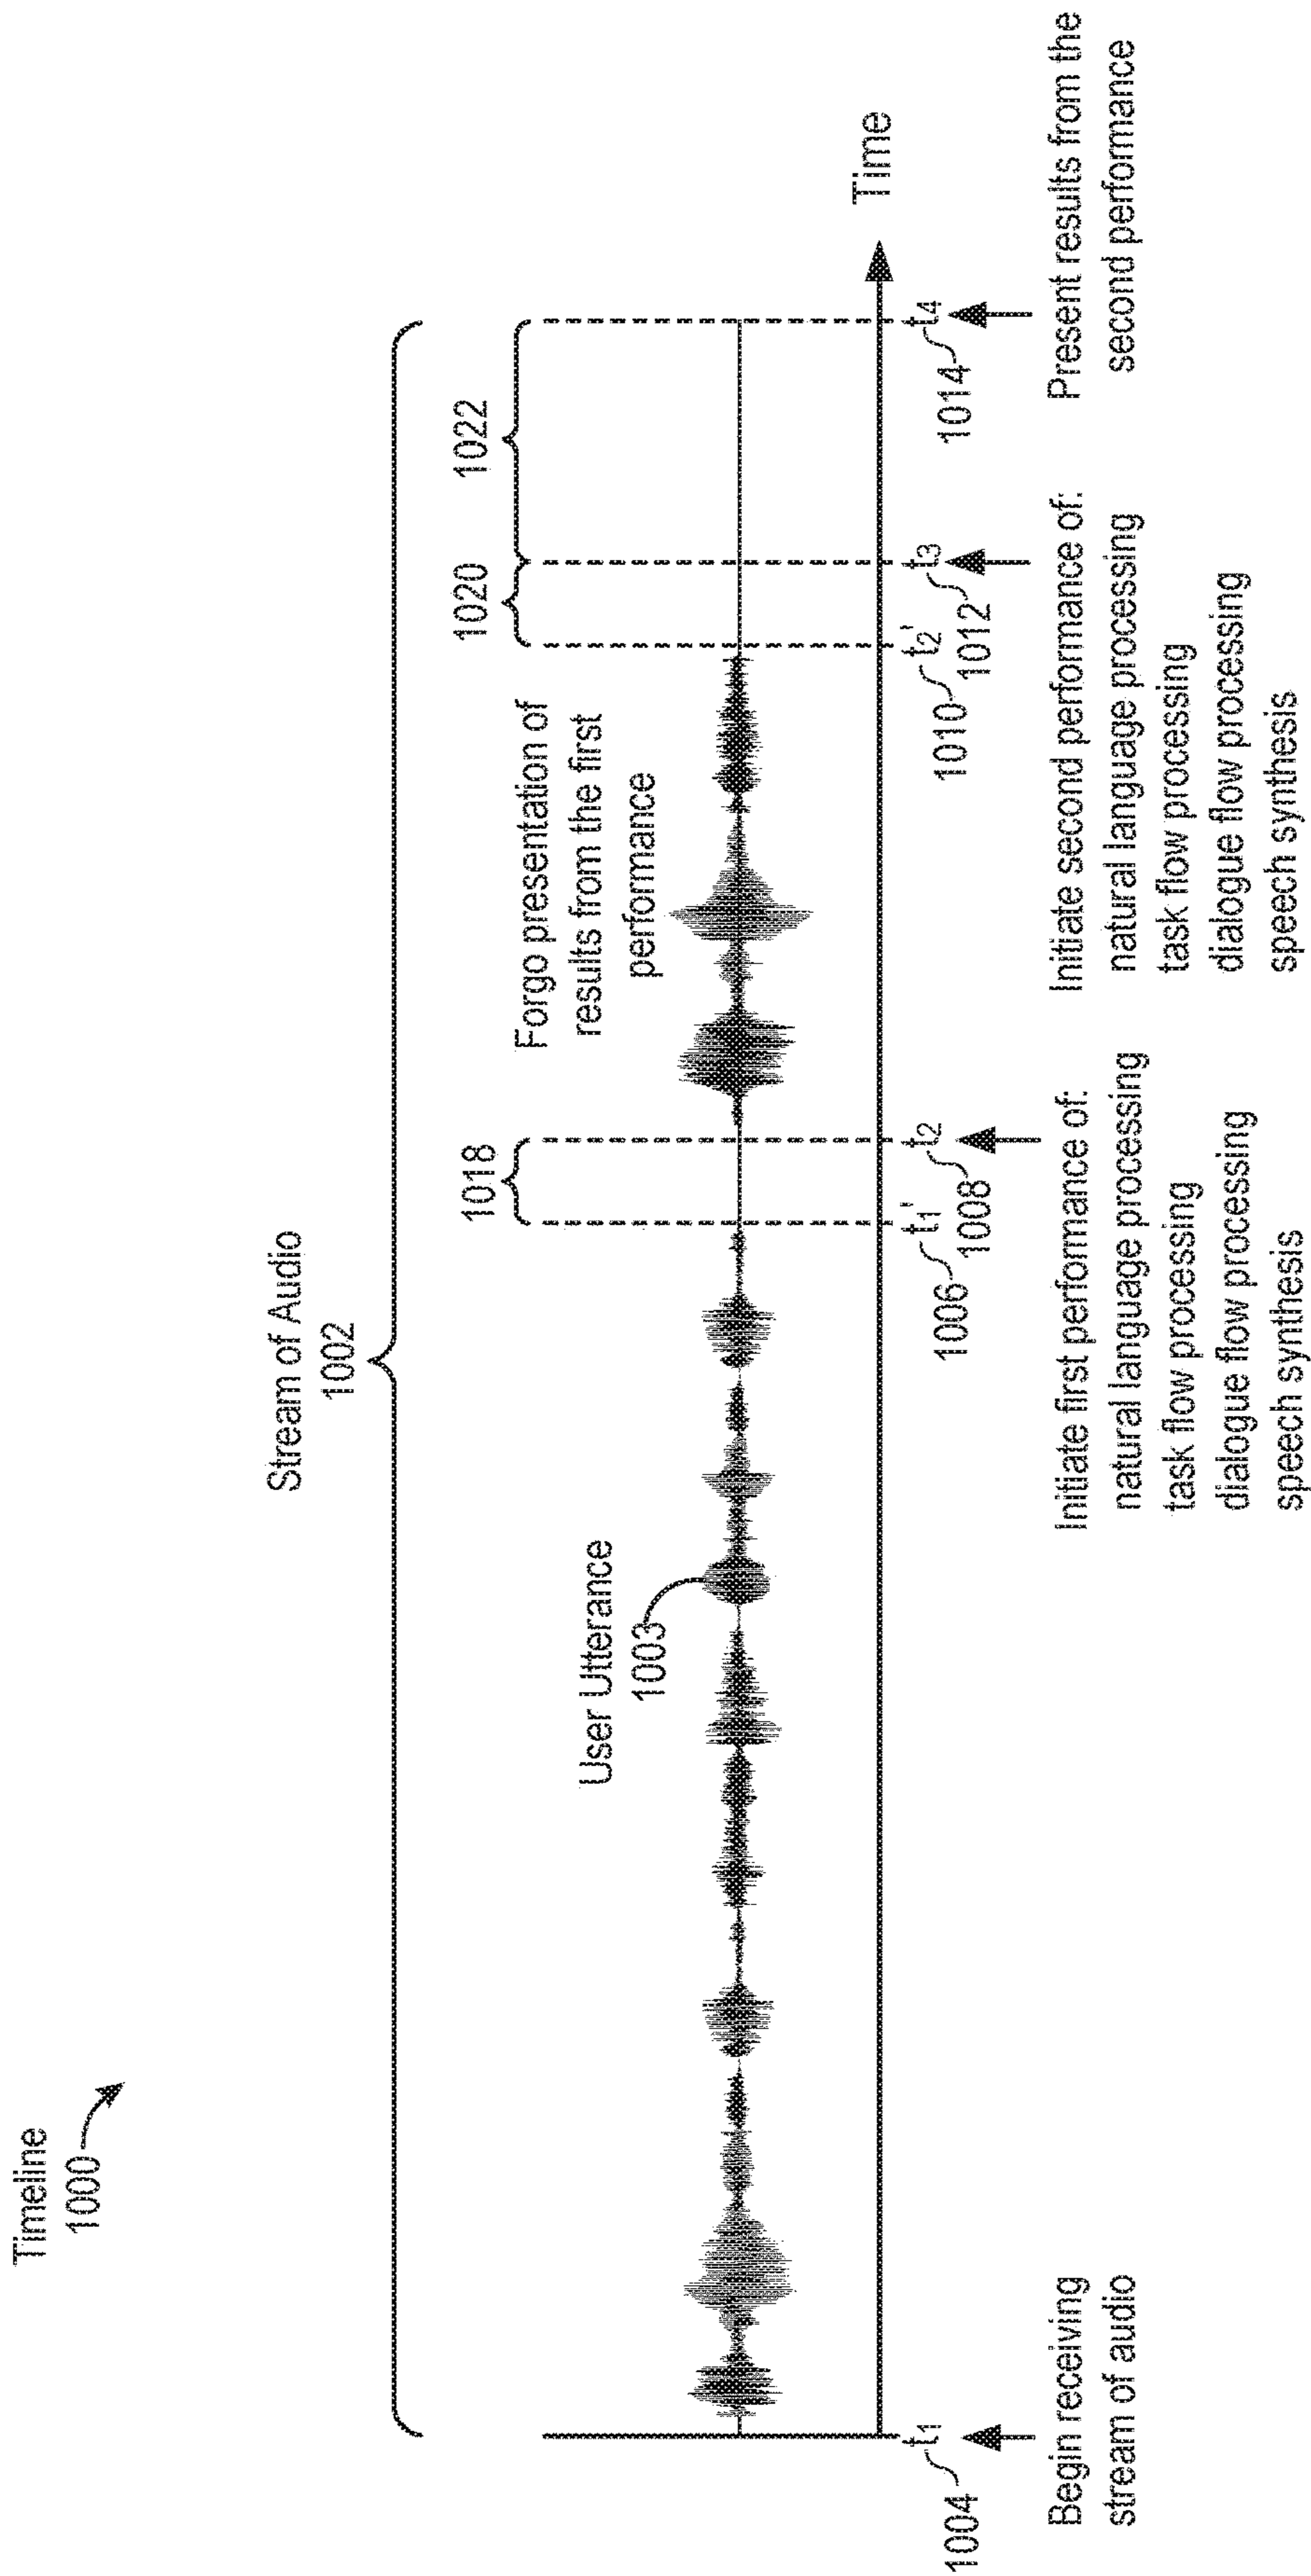 Timeline
1000
Stream of Audio
1002
1018
1020
1022
User Utterance
1003
Forgo presentation of
results from the first
performance
Time
t1
t1'
t2
t2'
t3
t4
1004
1006
1008
1010
1012
1014
Begin receiving
stream of audio
Initiate first performance of:
natural language processing
task flow processing
dialogue flow processing
speech synthesis
Initiate second performance of:
natural language processing
task flow processing
dialogue flow processing
speech synthesis
Present results from the
second performance